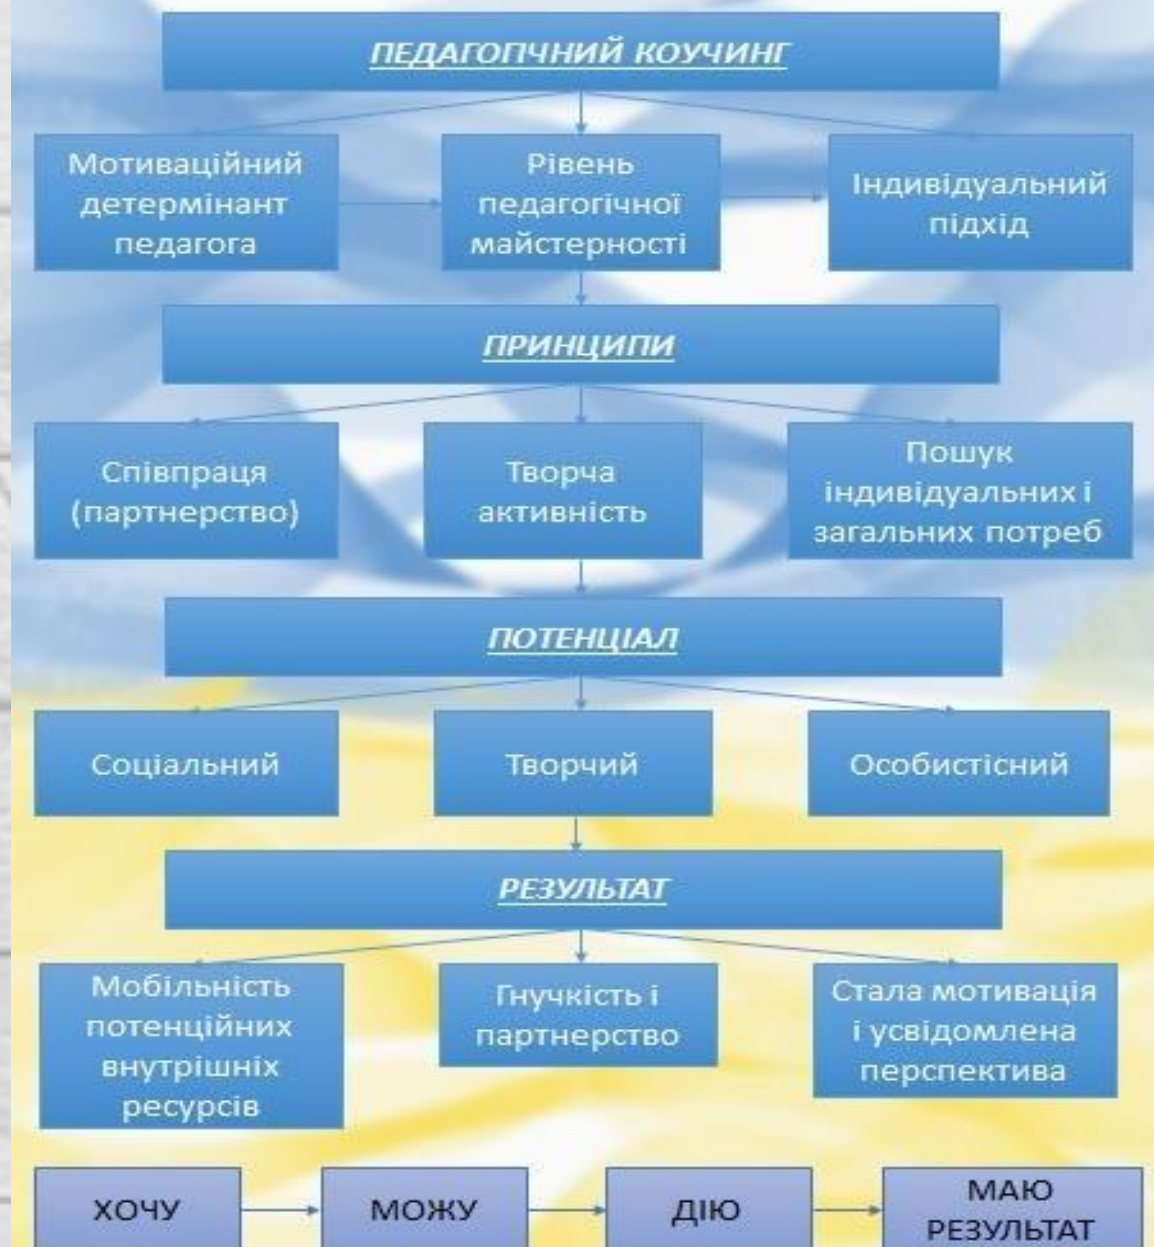 ПЕДАГОГІЧНИЙ КОУЧИНГ
Мотиваційний
детермінант
педагога
Рівень
педагогічної
майстерності
Індивідуальний
підхід
ПРИНЦИПИ
Співпраця
(партнерство)
Творча
активність
Пошук
індивідуальних і
загальних потреб
ПОТЕНЦІАЛ
Соціальний
Творчий
Особистісний
РЕЗУЛЬТАТ
Мобільність
потенційних
внутрішніх
ресурсів
Гнучкість і
партнерство
Стала мотивація
і усвідомлена
перспектива
ХОЧУ
МОЖУ
ДІЮ
МАЮ
РЕЗУЛЬТАТ